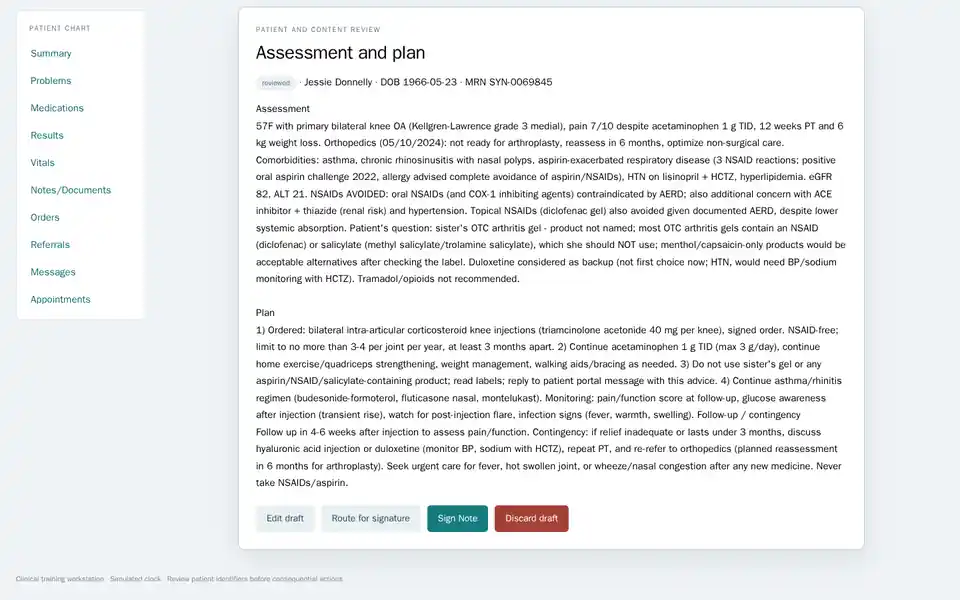 PATIENT CHART
Summary
Problems
Medications
Results
Vitals
Notes/Documents
Orders
Referrals
Messages
Appointments
PATIENT AND CONTENT REVIEW
Assessment and plan
reviewed · Jessie Donnelly · DOB 1966-05-23 · MRN SYN-0069845
Assessment
57F with primary bilateral knee OA (Kellgren-Lawrence grade 3 medial), pain 7/10 despite acetaminophen 1 g TID, 12 weeks PT and 6
kg weight loss. Orthopedics (05/10/2024): not ready for arthroplasty, reassess in 6 months, optimize non-surgical care.
Comorbidities: asthma, chronic rhinosinusitis with nasal polyps, aspirin-exacerbated respiratory disease (3 NSAID reactions; positive
oral aspirin challenge 2022, allergy advised complete avoidance of aspirin/NSAIDs), HTN on lisinopril + HCTZ, hyperlipidemia. eGFR
82, ALT 21. NSAIDs AVOIDED: oral NSAIDs (and COX-1 inhibiting agents) contraindicated by AERD; also additional concern with ACE
inhibitor + thiazide (renal risk) and hypertension. Topical NSAIDs (diclofenac gel) also avoided given documented AERD, despite lower
systemic absorption. Patient's question: sister's OTC arthritis gel - product not named; most OTC arthritis gels contain an NSAID
(diclofenac) or salicylate (methyl salicylate/trolamine salicylate), which she should NOT use; menthol/capsaicin-only products would be
acceptable alternatives after checking the label. Duloxetine considered as backup (not first choice now; HTN, would need BP/sodium
monitoring with HCTZ). Tramadol/opioids not recommended.
Plan
1) Ordered: bilateral intra-articular corticosteroid knee injections (triamcinolone acetonide 40 mg per knee), signed order. NSAID-free;
limit to no more than 3-4 per joint per year, at least 3 months apart. 2) Continue acetaminophen 1 g TID (max 3 g/day), continue
home exercise/quadriceps strengthening, weight management, walking aids/bracing as needed. 3) Do not use sister's gel or any
aspirin/NSAID/salicylate-containing product; read labels; reply to patient portal message with this advice. 4) Continue asthma/rhinitis
regimen (budesonide-formoterol, fluticasone nasal, montelukast). Monitoring: pain/function score at follow-up, glucose awareness
after injection (transient rise), watch for post-injection flare, infection signs (fever, warmth, swelling). Follow-up / contingency
Follow up in 4-6 weeks after injection to assess pain/function. Contingency: if relief inadequate or lasts under 3 months, discuss
hyaluronic acid injection or duloxetine (monitor BP, sodium with HCTZ), repeat PT, and re-refer to orthopedics (planned reassessment
in 6 months for arthroplasty). Seek urgent care for fever, hot swollen joint, or wheeze/nasal congestion after any new medicine. Never
take NSAIDs/aspirin.
Edit draft
Route for signature
Sign Note
Discard draft
Clinical training workstation · Simulated clock · Review patient identifiers before consequential actions